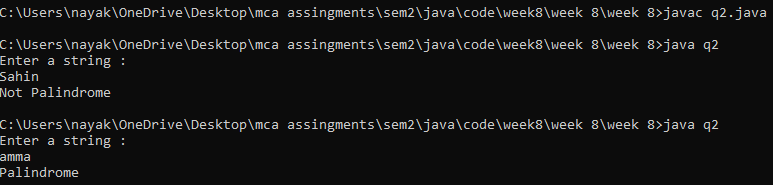 C:\Users\nayak\OneDrive\Desktop\mca assingments\sem2\java\code\week8\week 8\week 8>javac q2.java
C:\Users\nayak\OneDrive\Desktop\mca assingments\sem2\java\code\week8\week 8\week 8>java q2
Enter a string :
Sahin
Not Palindrome
C:\Users\nayak\OneDrive\Desktop\mca assingments\sem2\java\code\week8\week 8\week 8>java q2
Enter a string :
amma
Palindrome